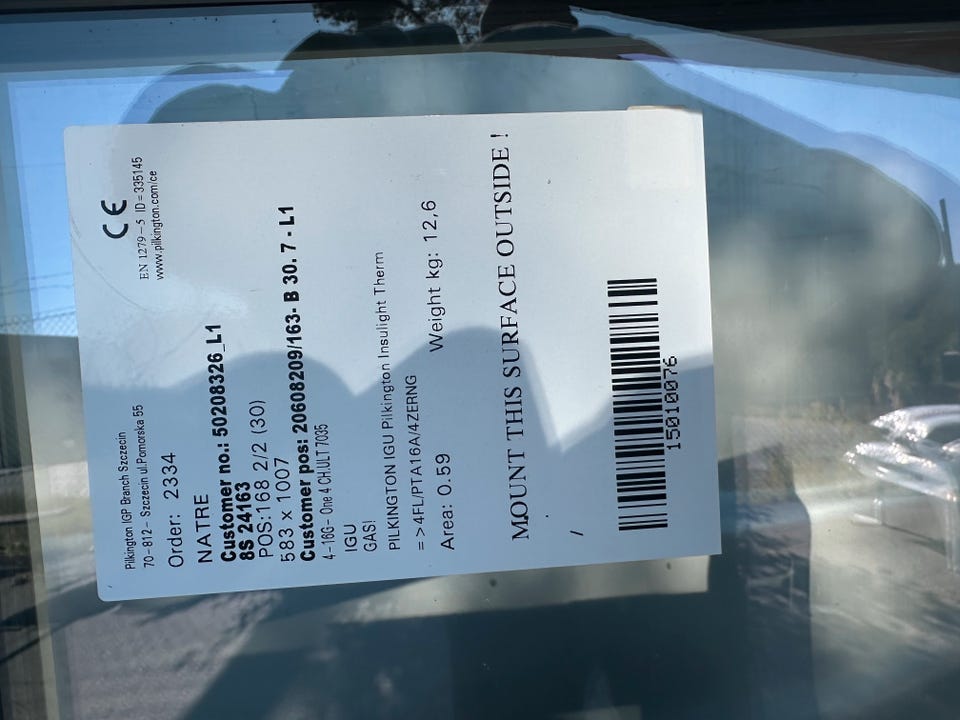 Pilkington IGP Branch Szczecin
70-812- Szczecin ul.Pomorska 55
CE
EN 1279-5 ID=335145
www.pilkington.com/ce
Order: 2334
NATRE
Customer no.: 50208326_L1
8S 24163
POS:168 2/2 (30)
583 x 1007
Customer pos: 20608209/163- B 30. 7 - L1
4-16G- One 4 CH.ULT 7035
IGU
GAS!
PILKINGTON IGU Pilkington Insulight Therm
=>4FL/PTA16A/4ZERNG
Area: 0.59 Weight kg: 12,6
MOUNT THIS SURFACE OUTSIDE !
/
15010076